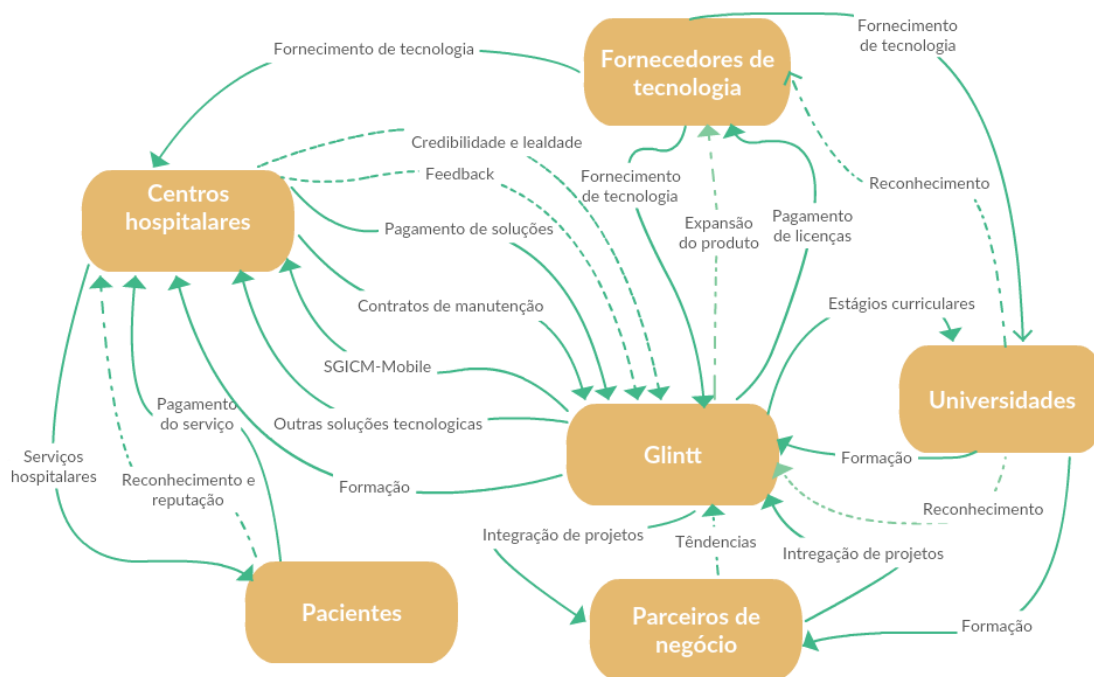 Fornecimento
de tecnologia
Fornecimento de tecnologia
Fornecedores de
tecnologia
Credibilidade e lealdade
Feedback
Fornecimento
de tecnologia
Reconhecimento
Centros
hospitalares
Pagamento de soluções
Expansão
do produto
Pagamento
de licenças
Contratos de manutenção
Estágios curriculares
SGICM-Mobile
Universidades
Outras soluções tecnologicas
Pagamento
do serviço
Glintt
Formação
Serviços
hospitalares
Reconhecimento e
reputação
Formação
Reconhecimento
Integração de projetos
Têndencias
Intregação de projetos
Pacientes
Parceiros de
negócio
Formação